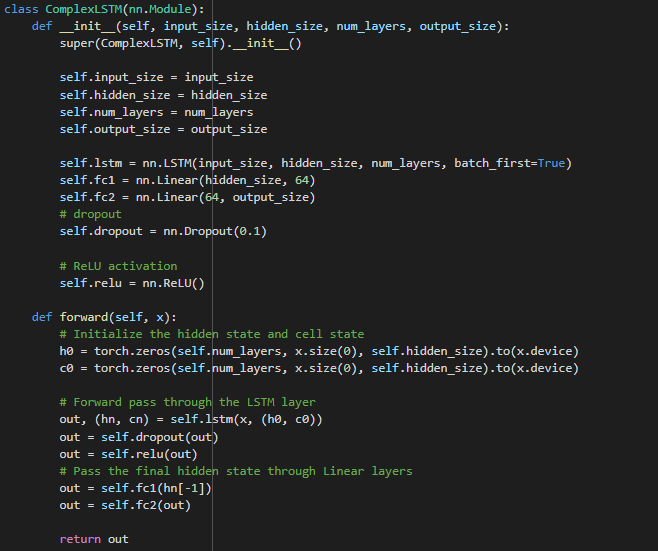 class ComplexLSTM(nn.Module):
    def __init__(self, input_size, hidden_size, num_layers, output_size):
        super(ComplexLSTM, self).__init__()

        self.input_size = input_size
        self.hidden_size = hidden_size
        self.num_layers = num_layers
        self.output_size = output_size

        self.lstm = nn.LSTM(input_size, hidden_size, num_layers, batch_first=True)
        self.fc1 = nn.Linear(hidden_size, 64)
        self.fc2 = nn.Linear(64, output_size)
        # dropout
        self.dropout = nn.Dropout(0.1)

        # ReLU activation
        self.relu = nn.ReLU()

    def forward(self, x):
        # Initialize the hidden state and cell state
        h0 = torch.zeros(self.num_layers, x.size(0), self.hidden_size).to(x.device)
        c0 = torch.zeros(self.num_layers, x.size(0), self.hidden_size).to(x.device)

        # Forward pass through the LSTM layer
        out, (hn, cn) = self.lstm(x, (h0, c0))
        out = self.dropout(out)
        out = self.relu(out)
        # Pass the final hidden state through Linear layers
        out = self.fc1(hn[-1])
        out = self.fc2(out)

        return out